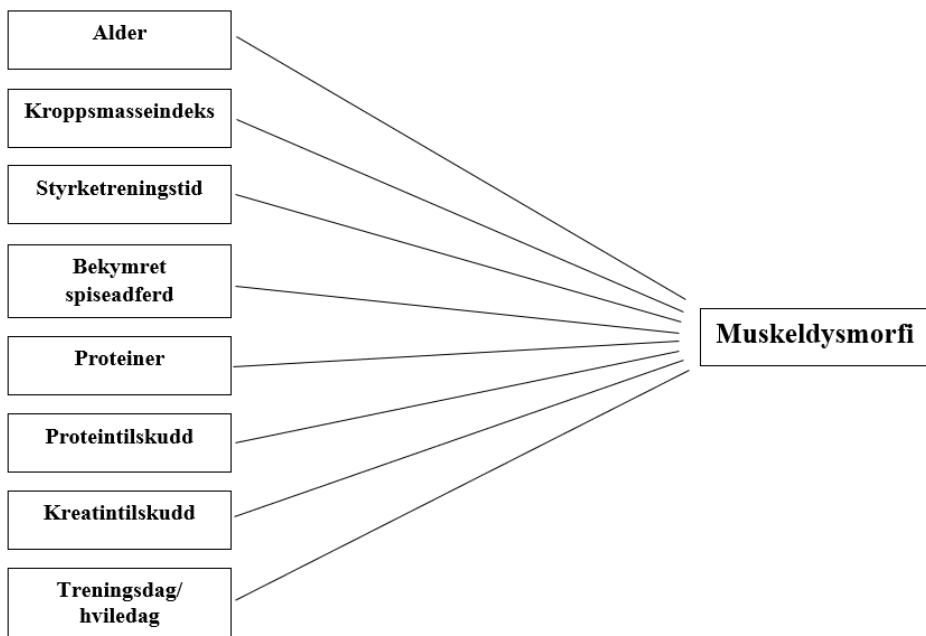 Alder
Kroppsmasseindeks
Styrketreningstid
Bekymret
spiseadferd
Proteiner
Proteintilskudd
Kreatintilskudd
Treningsdag/
hviledag
Muskeldysmorfi